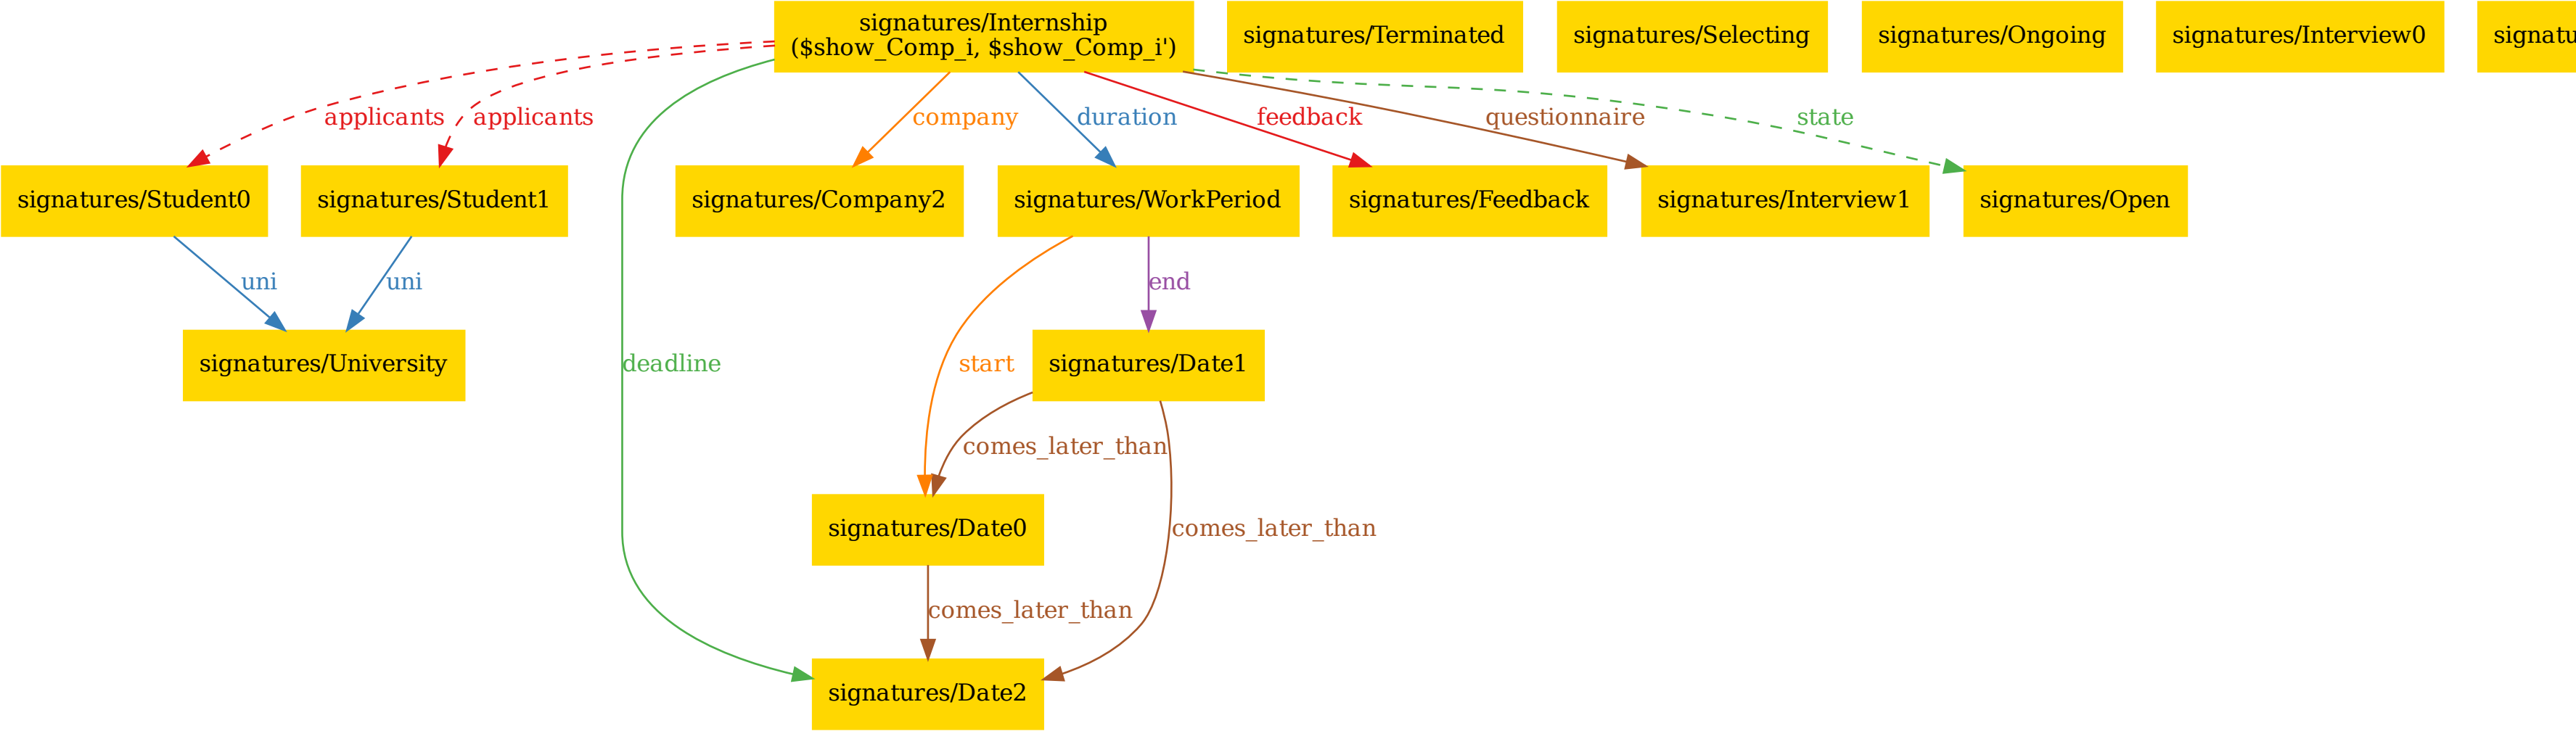 signatures/Internship
($show_Comp_i, $show_Comp_i')
signatures/Terminated
signatures/Selecting
signatures/Ongoing
signatures/Interview0
applicants
applicants
company
duration
feedback
questionnaire
state
signatures/Student0
signatures/Student1
signatures/Company2
signatures/WorkPeriod
signatures/Feedback
signatures/Interview1
signatures/Open
uni
uni
end
signatures/University
deadline
start
signatures/Date1
comes_later_than
signatures/Date0
comes_later_than
comes_later_than
signatures/Date2